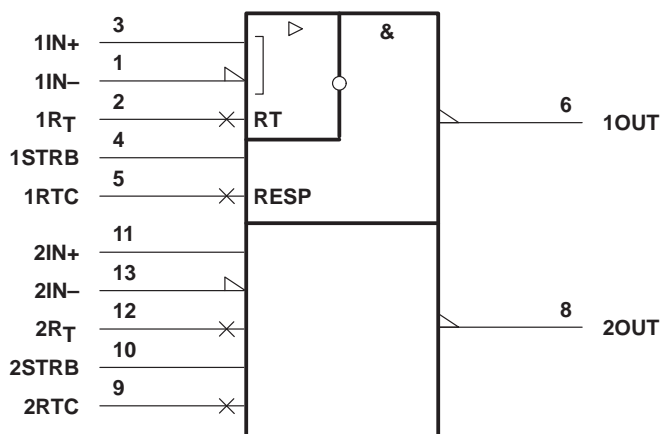 3
1IN+
1
1IN–
2
1RT
4
1STRB
5
1RTC
&
RT
RESP
6
1OUT
11
2IN+
13
2IN–
12
2RT
10
2STRB
9
2RTC
8
2OUT